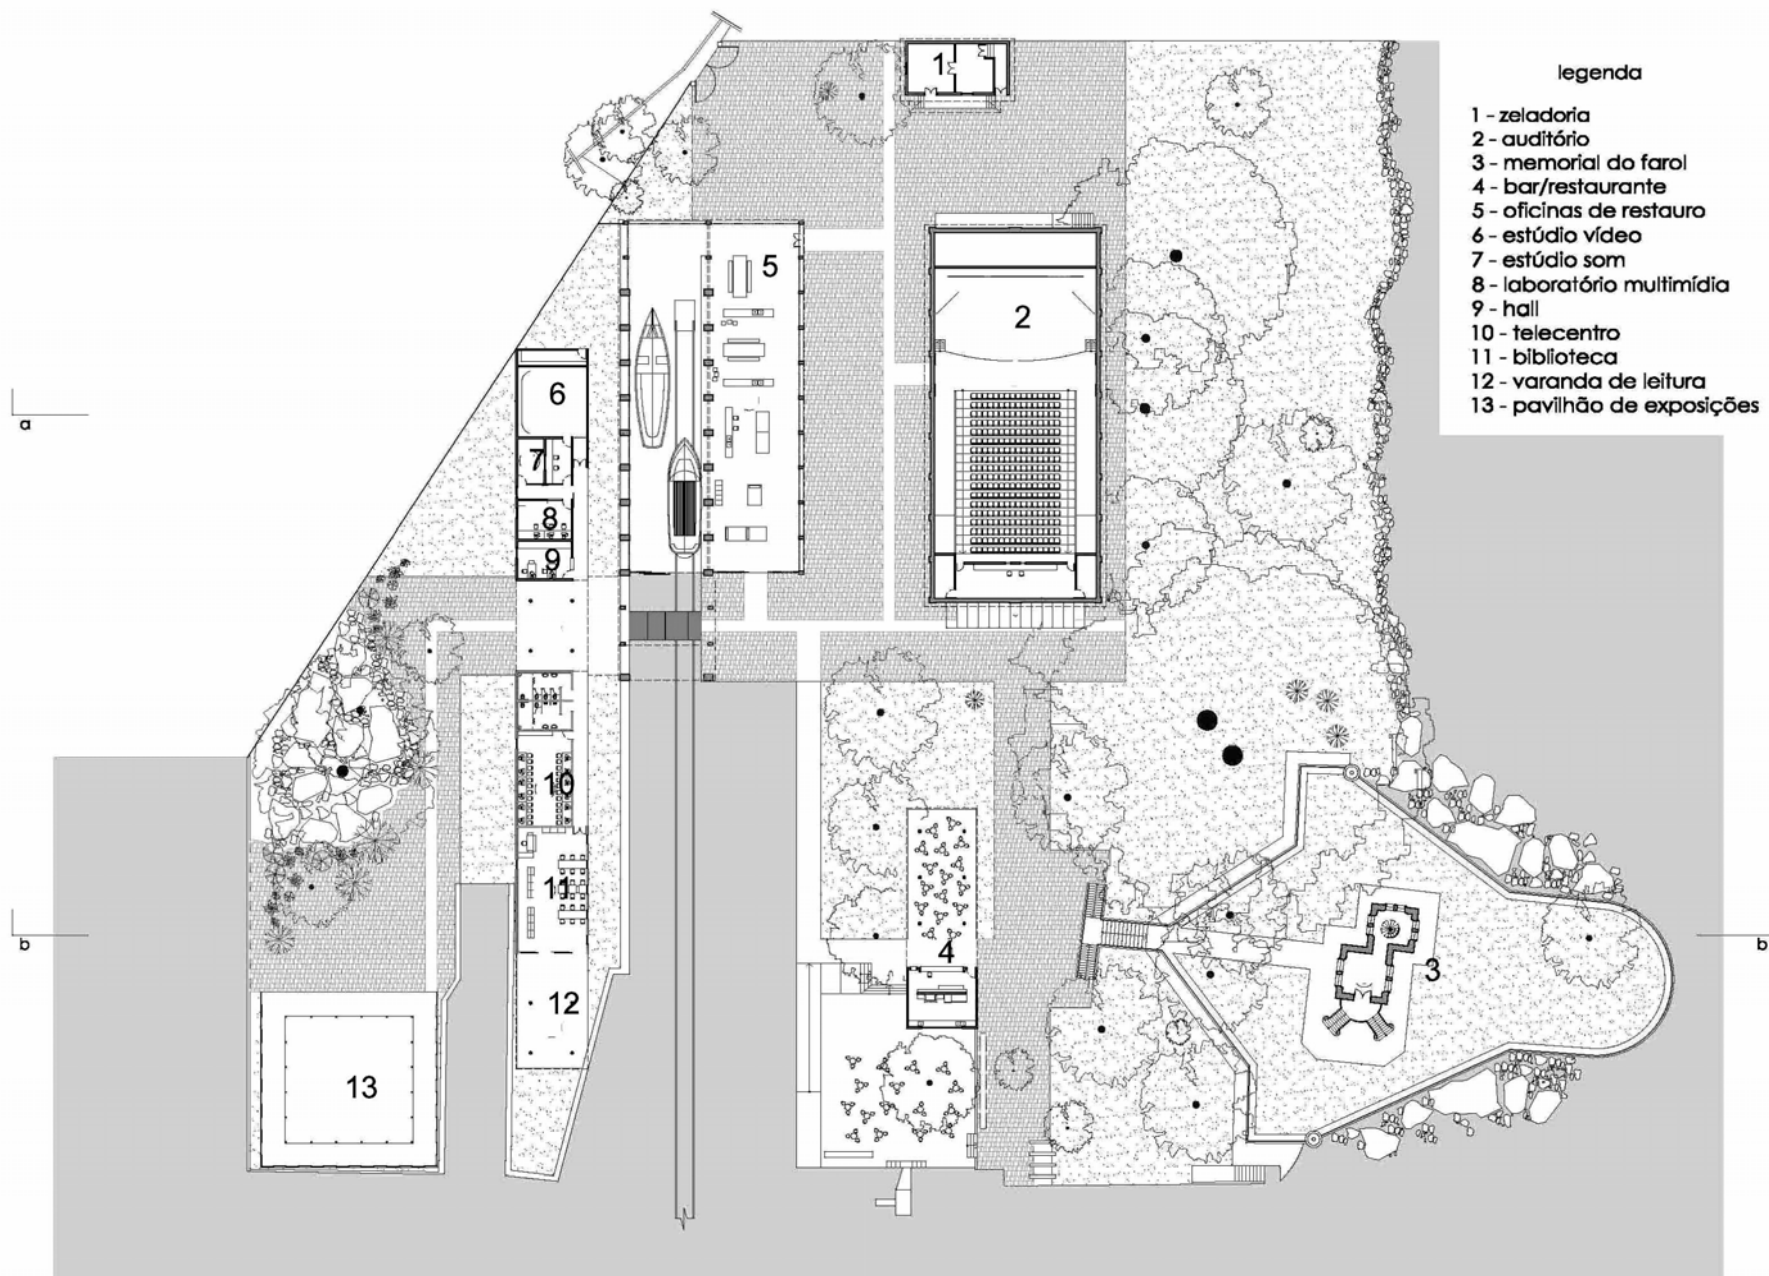 legenda
1 - zeladoria
2 - auditório
3 - memorial do farol
4 - bar/restaurante
5 - oficinas de restauro
6 - estúdio vídeo
7 - estúdio som
8 - laboratório multimídia
9 - hall
10 - telecentro
11 - biblioteca
12 - varanda de leitura
13 - pavilhão de exposições
1
5
2
6
7
8
9
a
10
11
4
b
b
3
12
13